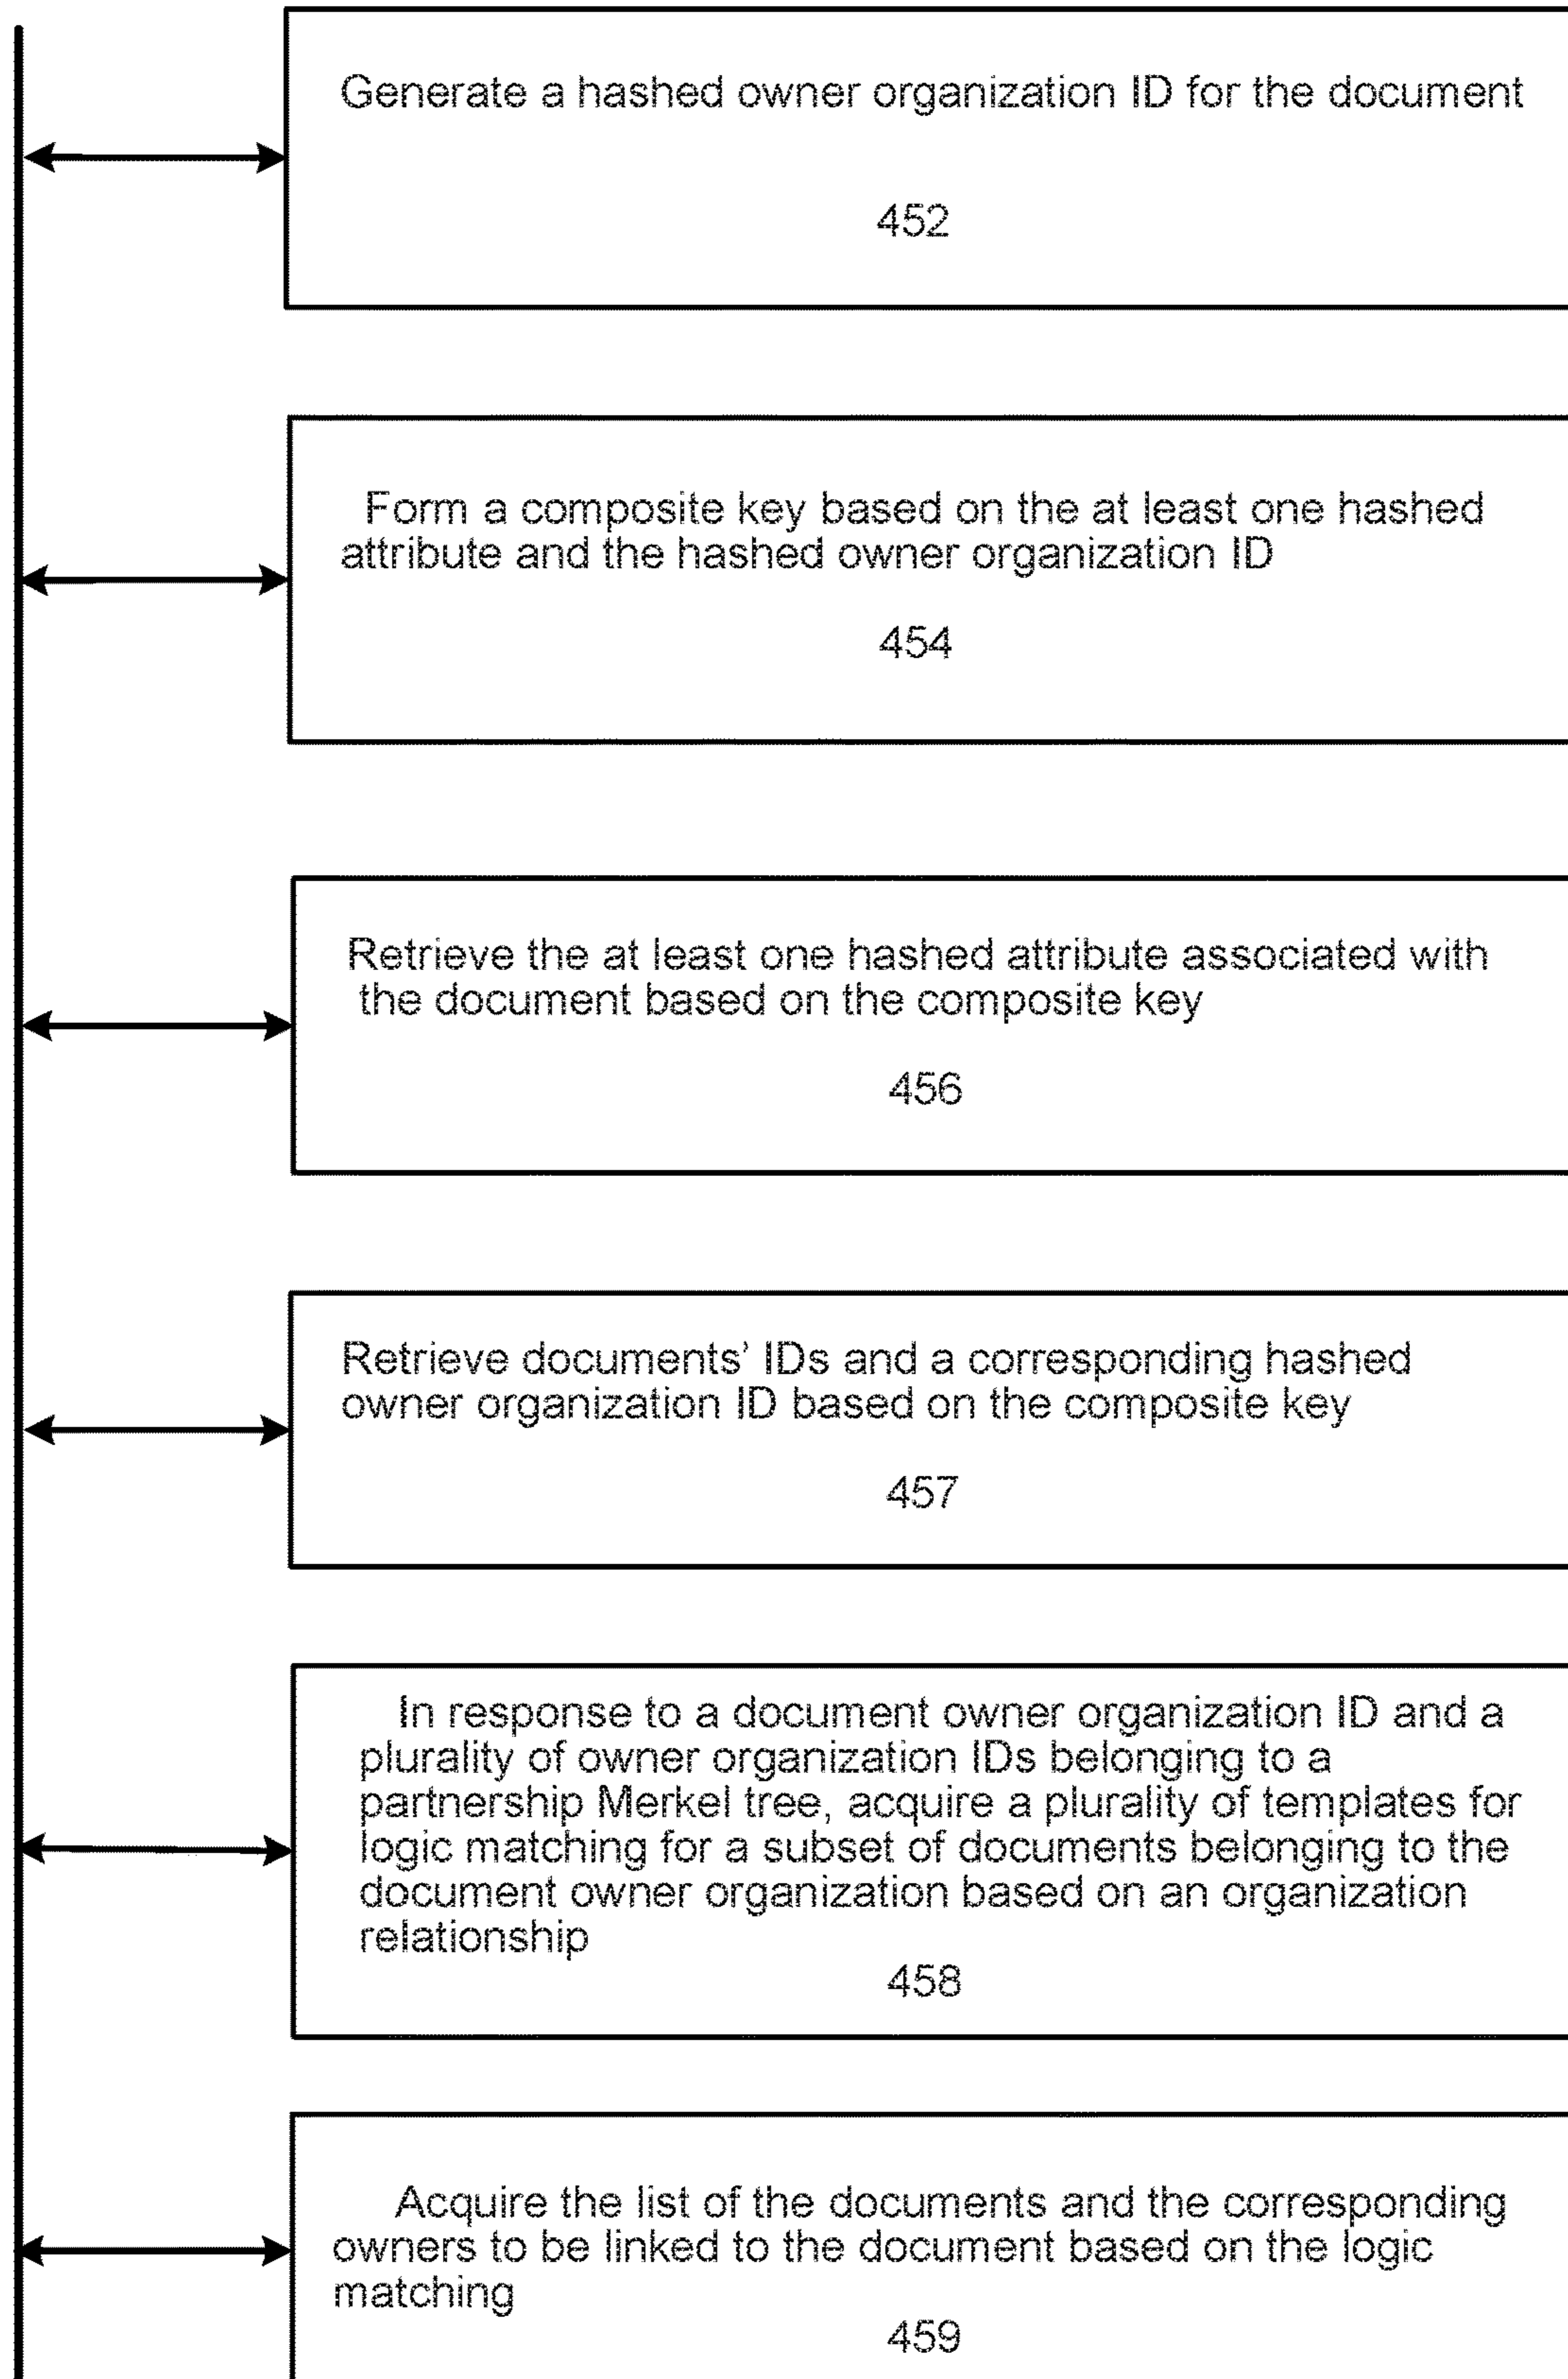 Generate a hashed owner organization ID for the document
452
Form a composite key based on the at least one hashed
attribute and the hashed owner organization ID
454
Retrieve the at least one hashed attribute associated with
the document based on the composite key
456
Retrieve documents’ IDs and a corresponding hashed
owner organization ID based on the composite key
457
In response to a document owner organization ID and a
plurality of owner organization IDs belonging to a
partnership Merkel tree, acquire a plurality of templates for
logic matching for a subset of documents belonging to the
document owner organization based on an organization
relationship
458
Acquire the list of the documents and the corresponding
owners to be linked to the document based on the logic
matching
459